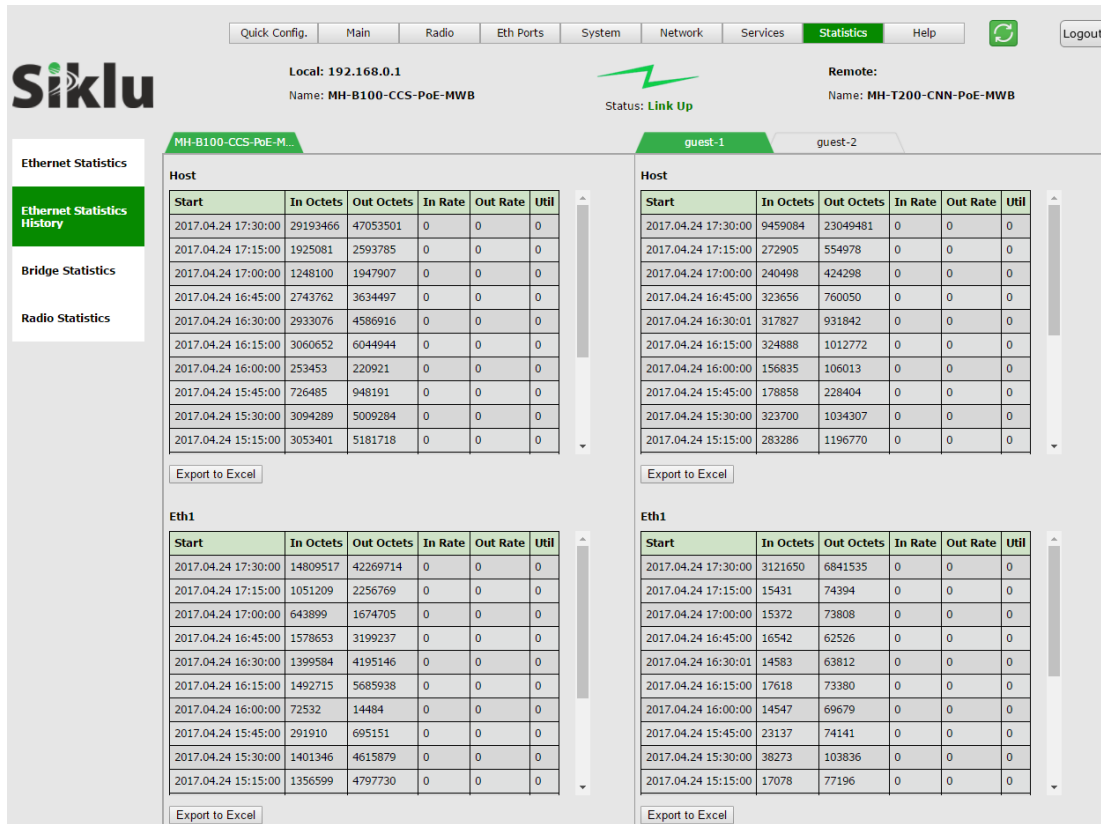 Quick Config. Main Radio Eth Ports System Network Services Statistics Help Logout
Siklu
Local: 192.168.0.1
Name: MH-B100-CCS-PoE-MWB
Status: Link Up
Remote:
Name: MH-T200-CNN-PoE-MWB
Ethernet Statistics
Ethernet Statistics
History
Bridge Statistics
Radio Statistics
MH-B100-CCS-PoE-M...
Host
Start In Octets Out Octets In Rate Out Rate Util
2017.04.24 17:30:00 29193466 47053501 0 0 0
2017.04.24 17:15:00 1925081 2593785 0 0 0
2017.04.24 17:00:00 1248100 1947907 0 0 0
2017.04.24 16:45:00 2743762 3634497 0 0 0
2017.04.24 16:30:00 2933076 4586916 0 0 0
2017.04.24 16:15:00 3060652 6044944 0 0 0
2017.04.24 16:00:00 253453 220921 0 0 0
2017.04.24 15:45:00 726485 948191 0 0 0
2017.04.24 15:30:00 3094289 5009284 0 0 0
2017.04.24 15:15:00 3053401 5181718 0 0 0
Export to Excel
Eth1
Start In Octets Out Octets In Rate Out Rate Util
2017.04.24 17:30:00 14809517 42269714 0 0 0
2017.04.24 17:15:00 1051209 2256769 0 0 0
2017.04.24 17:00:00 643899 1674705 0 0 0
2017.04.24 16:45:00 1578653 3199237 0 0 0
2017.04.24 16:30:00 1399584 4195146 0 0 0
2017.04.24 16:15:00 1492715 5685938 0 0 0
2017.04.24 16:00:00 72532 14484 0 0 0
2017.04.24 15:45:00 291910 695151 0 0 0
2017.04.24 15:30:00 1401346 4615879 0 0 0
2017.04.24 15:15:00 1356599 4797730 0 0 0
Export to Excel
guest-1 guest-2
Host
Start In Octets Out Octets In Rate Out Rate Util
2017.04.24 17:30:00 9459084 23049481 0 0 0
2017.04.24 17:15:00 272905 554978 0 0 0
2017.04.24 17:00:00 240498 424298 0 0 0
2017.04.24 16:45:00 323656 760050 0 0 0
2017.04.24 16:30:01 317827 931842 0 0 0
2017.04.24 16:15:00 324888 1012772 0 0 0
2017.04.24 16:00:00 156835 106013 0 0 0
2017.04.24 15:45:00 178858 228404 0 0 0
2017.04.24 15:30:00 323700 1034307 0 0 0
2017.04.24 15:15:00 283286 1196770 0 0 0
Export to Excel
Eth1
Start In Octets Out Octets In Rate Out Rate Util
2017.04.24 17:30:00 3121650 6841535 0 0 0
2017.04.24 17:15:00 15431 74394 0 0 0
2017.04.24 17:00:00 15372 73808 0 0 0
2017.04.24 16:45:00 16542 62526 0 0 0
2017.04.24 16:30:01 14583 63812 0 0 0
2017.04.24 16:15:00 17618 73380 0 0 0
2017.04.24 16:00:00 14547 69679 0 0 0
2017.04.24 15:45:00 23137 74141 0 0 0
2017.04.24 15:30:00 38273 103836 0 0 0
2017.04.24 15:15:00 17078 77196 0 0 0
Export to Excel